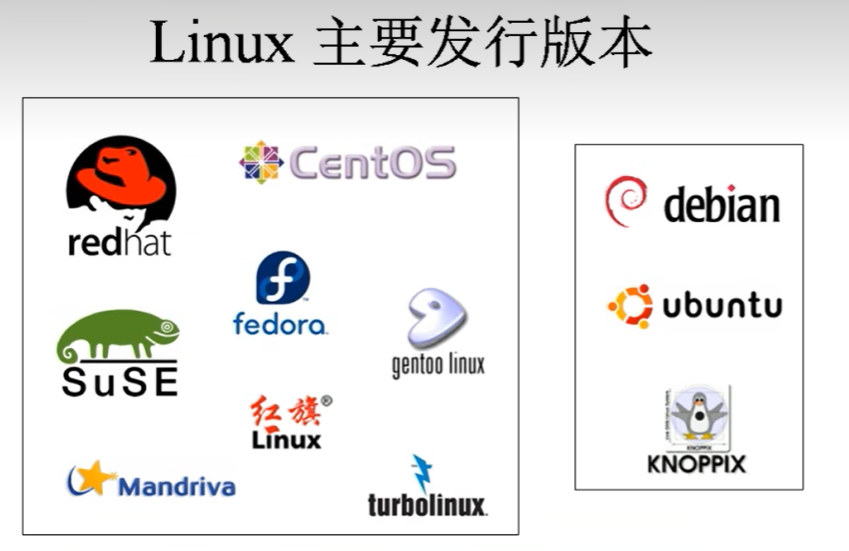 Linux 主要发行版本
redhat
CentOS
fedora
SuSE
gentoo linux
红旗®
Linux
Mandriva
turbolinux
debian
ubuntu
KNOPPIX
KNOPPIX